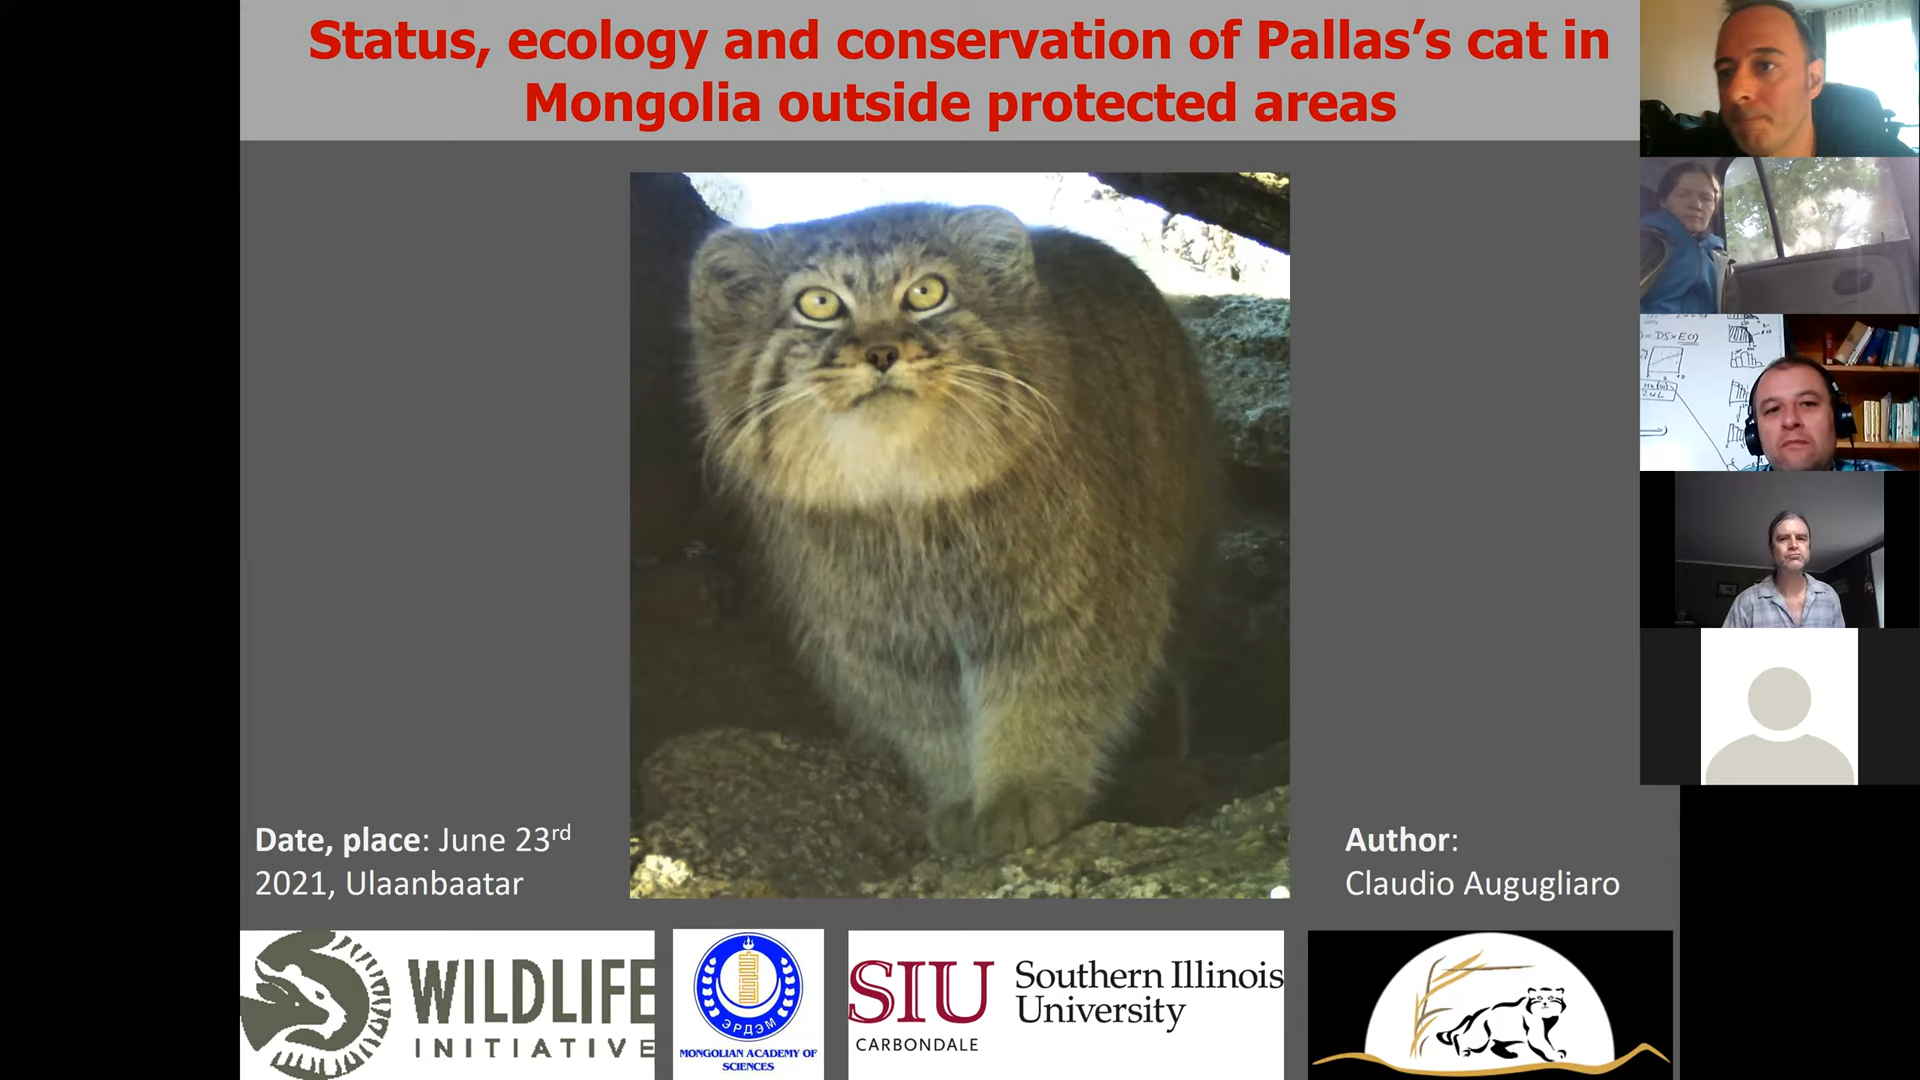 Status, ecology and conservation of Pallas’s cat in
Mongolia outside protected areas
= DS×E(λ)
Date, place: June 23rd
2021, Ulaanbaatar
Author:
Claudio Augugliaro
WILDLIFE
INITIATIVE
ЭРДЭМ
MONGOLIAN ACADEMY OF
SCIENCES
SIU
CARBONDALE
Southern Illinois
University